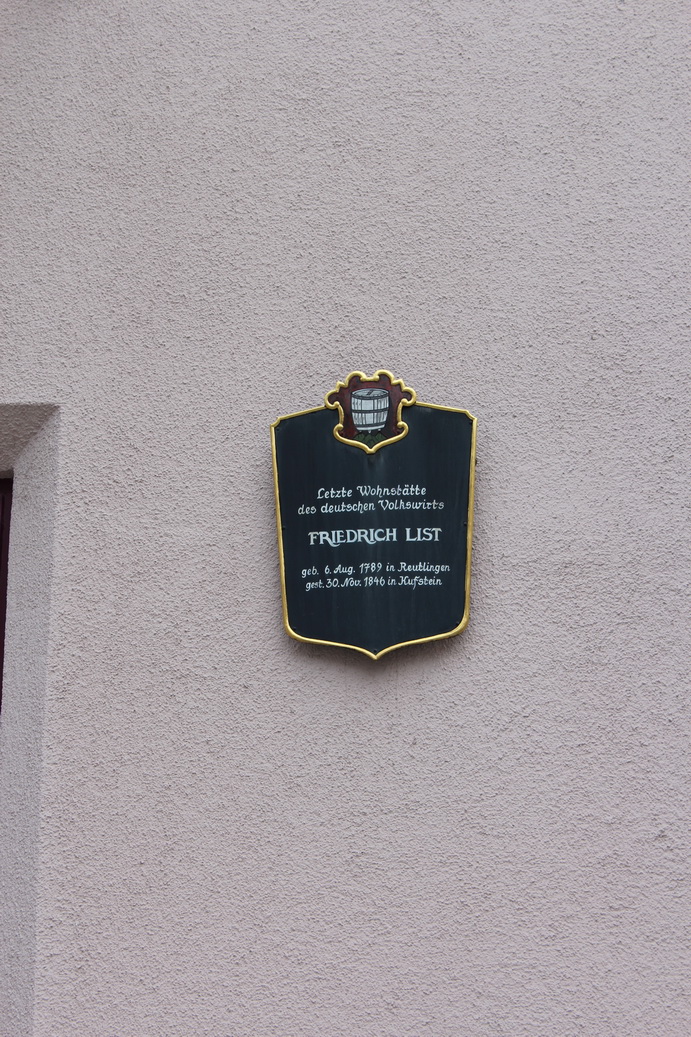 Letzte Wohnstätte
des deutschen Volkswirts
FRIEDRICH LIST
geb. 6. Aug. 1789 in Reutlingen
gest. 30. Nov. 1846 in Kufstein